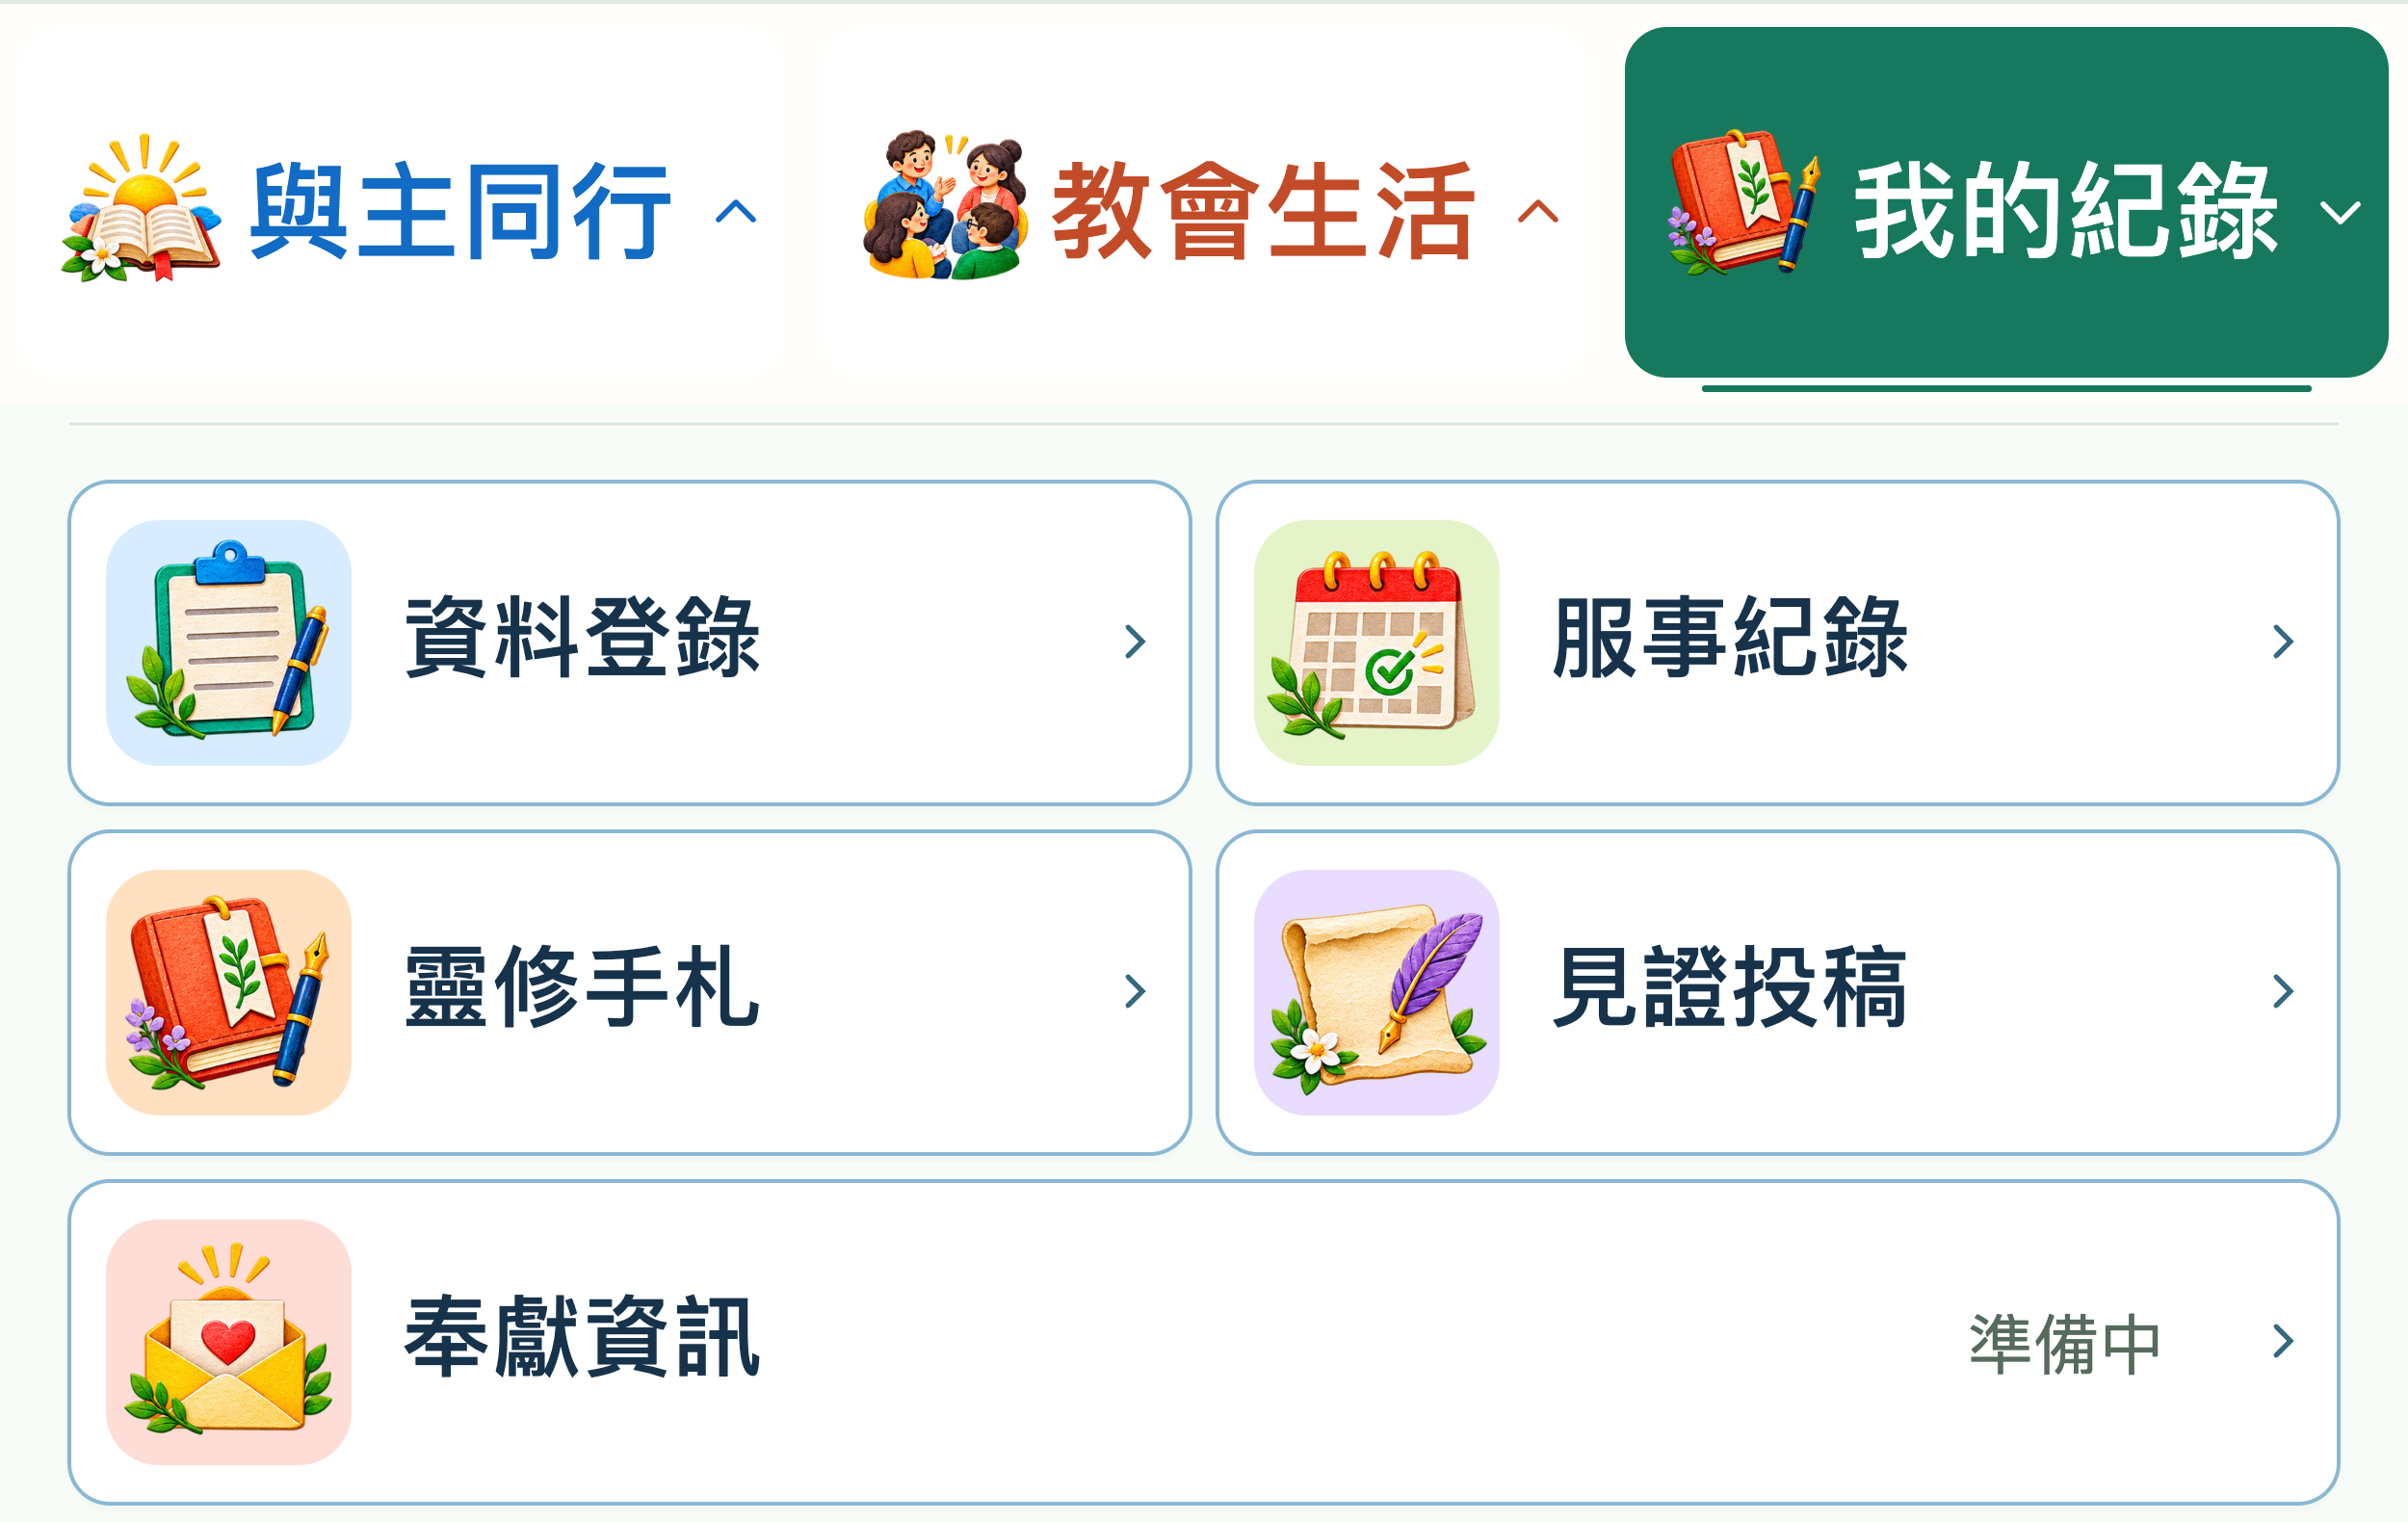 與主同行
教會生活
我的紀錄
資料登錄
服事紀錄
靈修手札
見證投稿
奉獻資訊
準備中